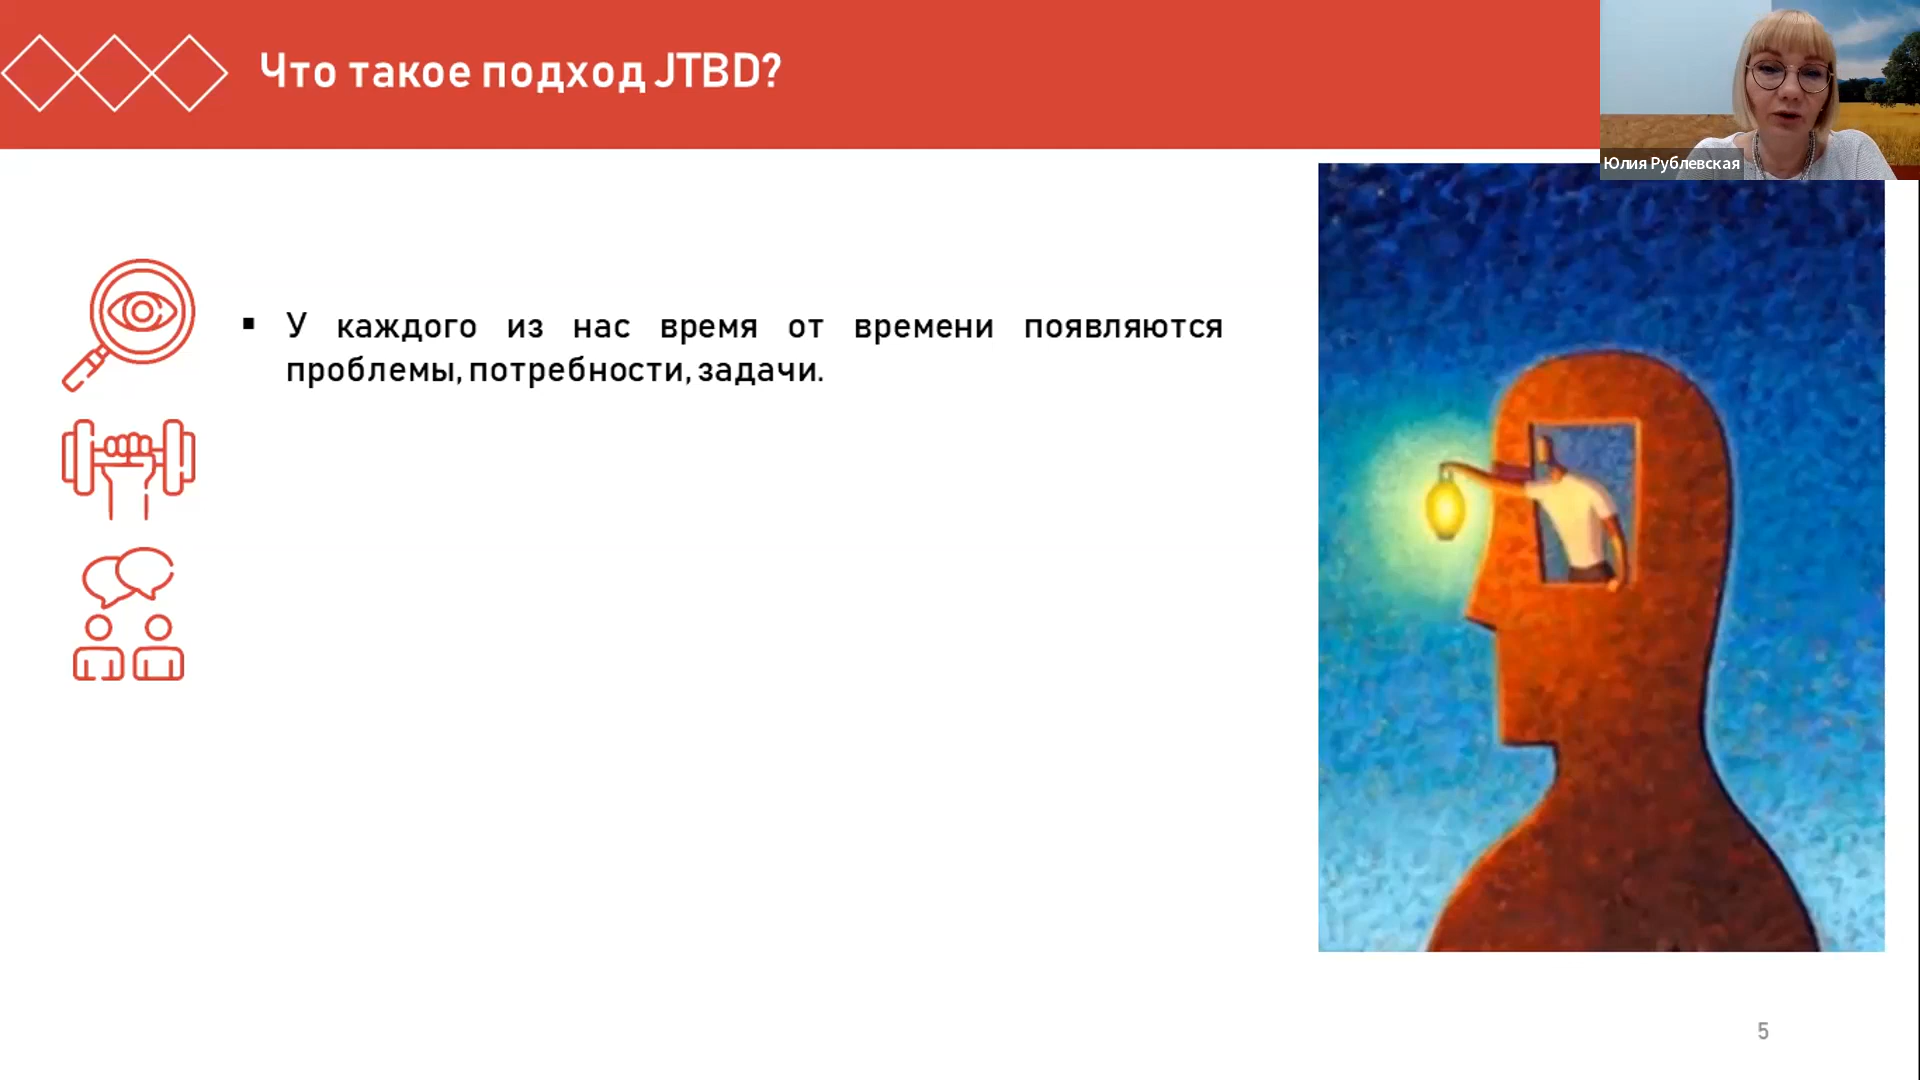 Что такое подход JTBD?
Юлия Рублевская
▪ У каждого из нас время от времени появляются
проблемы, потребности, задачи.
5